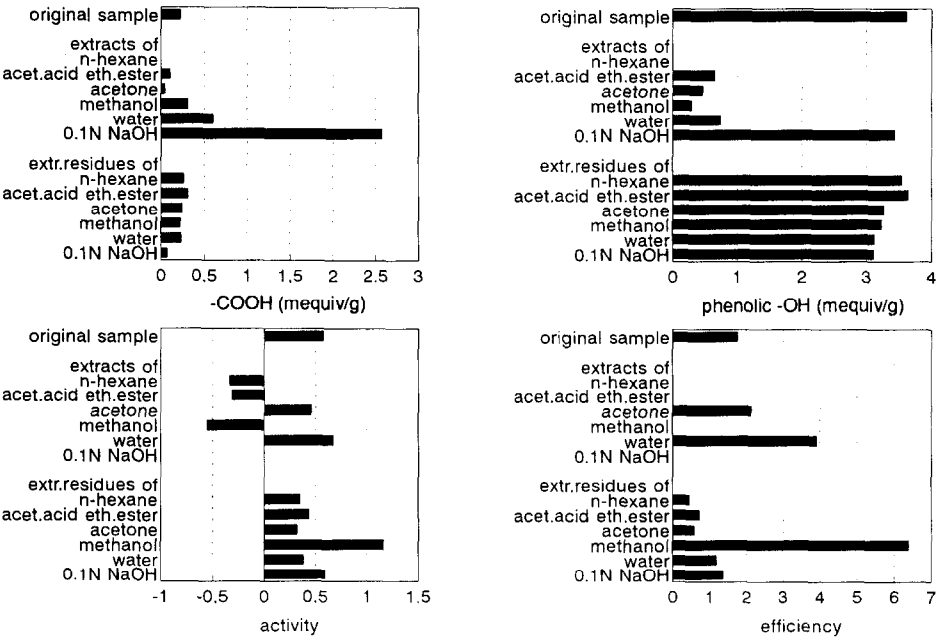 original sample
extracts of
n-hexane
acet.acid eth.ester
acetone
methanol
water
0.1N NaOH
extr.residues of
n-hexane
acet.acid eth.ester
acetone
methanol
water
0.1N NaOH
0 0.5 1 1.5 2 2.5 3
-COOH (mequiv/g)
original sample
extracts of
n-hexane
acet.acid eth.ester
acetone
methanol
water
0.1N NaOH
extr.residues of
n-hexane
acet.acid eth.ester
acetone
methanol
water
0.1N NaOH
0 1 2 3 4
phenolic -OH (mequiv/g)
original sample
extracts of
n-hexane
acet.acid eth.ester
acetone
methanol
water
0.1N NaOH
extr.residues of
n-hexane
acet.acid eth.ester
acetone
methanol
water
0.1N NaOH
-1 -0,5 0 0.5 1 1.5
activity
original sample
extracts of
n-hexane
acet.acid eth.ester
acetone
methanol
water
0.1N NaOH
extr.residues of
n-hexane
acet.acid eth.ester
acetone
methanol
water
0.1N NaOH
0 1 2 3 4 5 6 7
efficiency